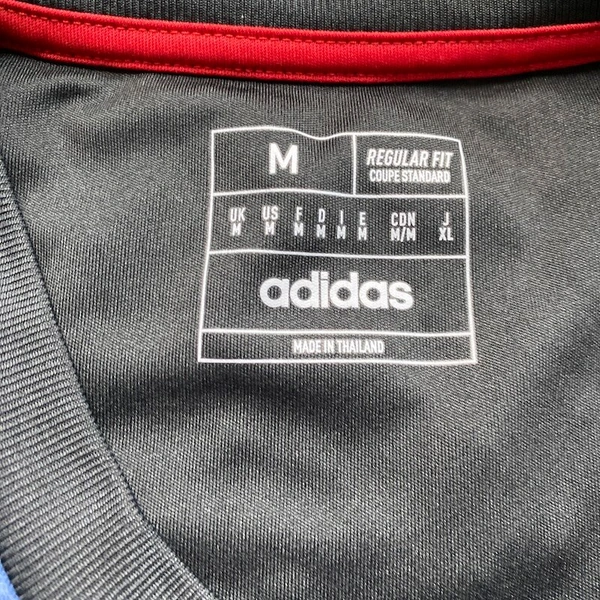 M
REGULAR FIT
COUPE STANDARD
UK US F D I E CDN J
M M M M M M M/M XL
adidas
MADE IN THAILAND